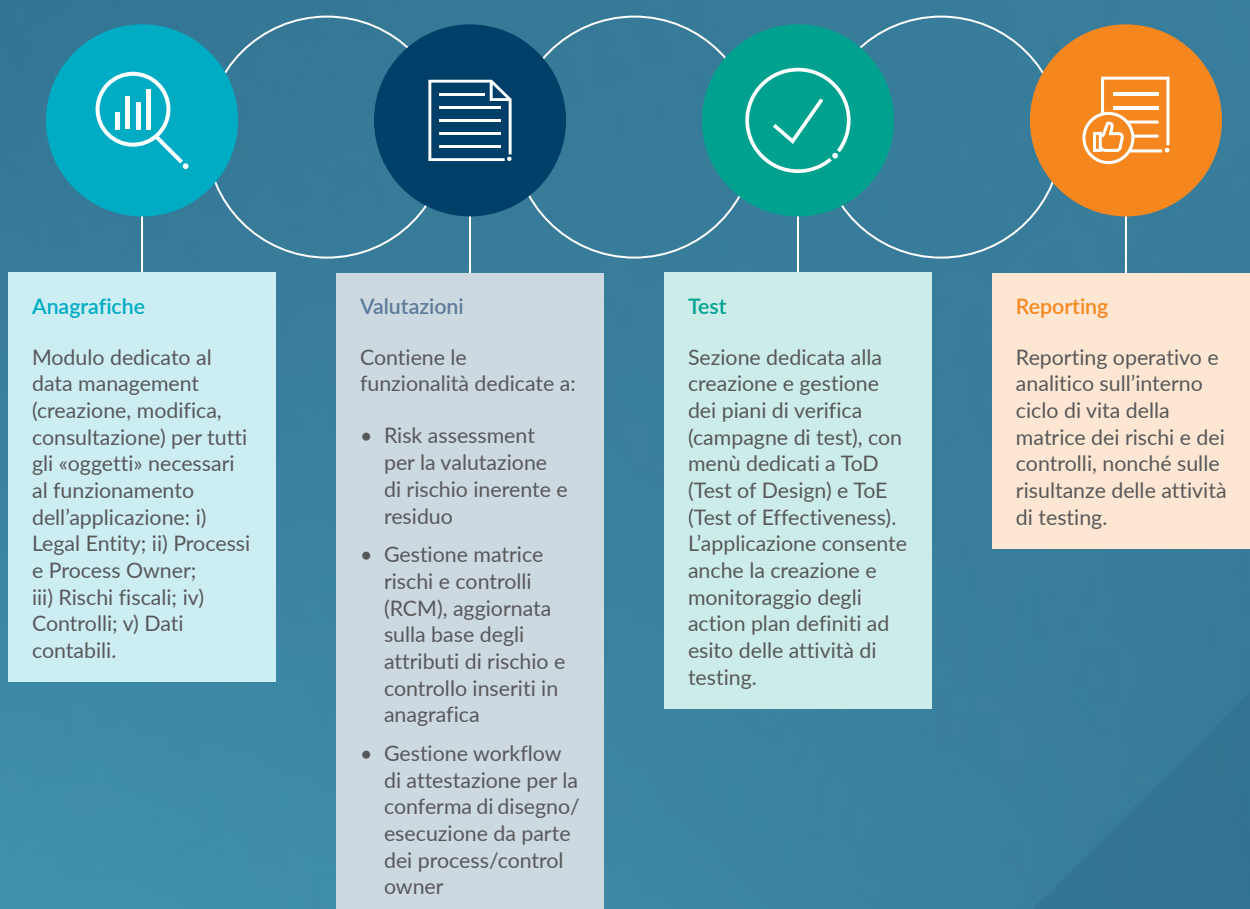 Anagrafiche
Modulo dedicato al
data management
(creazione, modifica,
consultazione) per tutti
gli «oggetti» necessari
al funzionamento
dell'applicazione: i)
Legal Entity; ii) Processi
e Process Owner;
iii) Rischi fiscali; iv)
Controlli; v) Dati
contabili.
Valutazioni
Contiene le
funzionalità dedicate a:
• Risk assessment
per la valutazione
di rischio inerente e
residuo
• Gestione matrice
rischi e controlli
(RCM), aggiornata
sulla base degli
attributi di rischio e
controllo inseriti in
anagrafica
• Gestione workflow
di attestazione per la
conferma di disegno/
esecuzione da parte
dei process/control
owner
Test
Sezione dedicata alla
creazione e gestione
dei piani di verifica
(campagne di test), con
menù dedicati a ToD
(Test of Design) e ToE
(Test of Effectiveness).
L'applicazione consente
anche la creazione e
monitoraggio degli
action plan definiti ad
esito delle attività di
testing.
Reporting
Reporting operativo e
analitico sull'interno
ciclo di vita della
matrice dei rischi e dei
controlli, nonché sulle
risultanze delle attività
di testing.